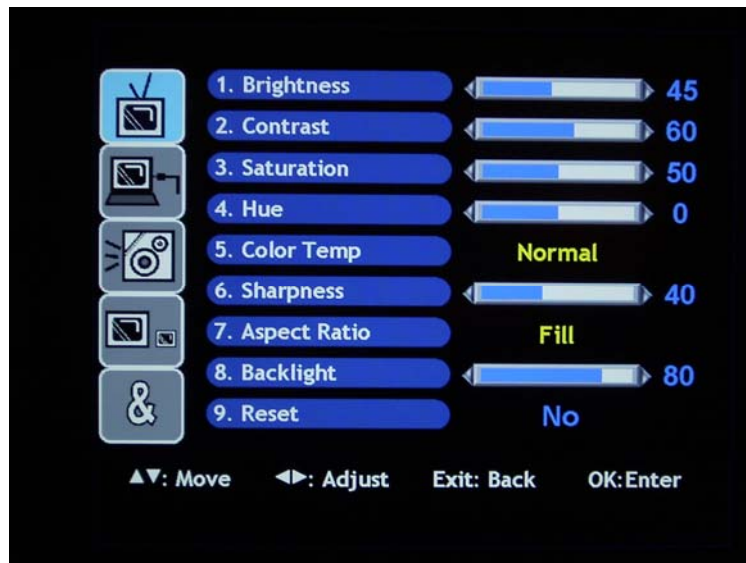 1. Brightness 45
2. Contrast 60
3. Saturation 50
4. Hue 0
5. Color Temp Normal
6. Sharpness 40
7. Aspect Ratio Fill
8. Backlight 80
& 9. Reset No
▲▼: Move ◀▶: Adjust Exit: Back OK:Enter